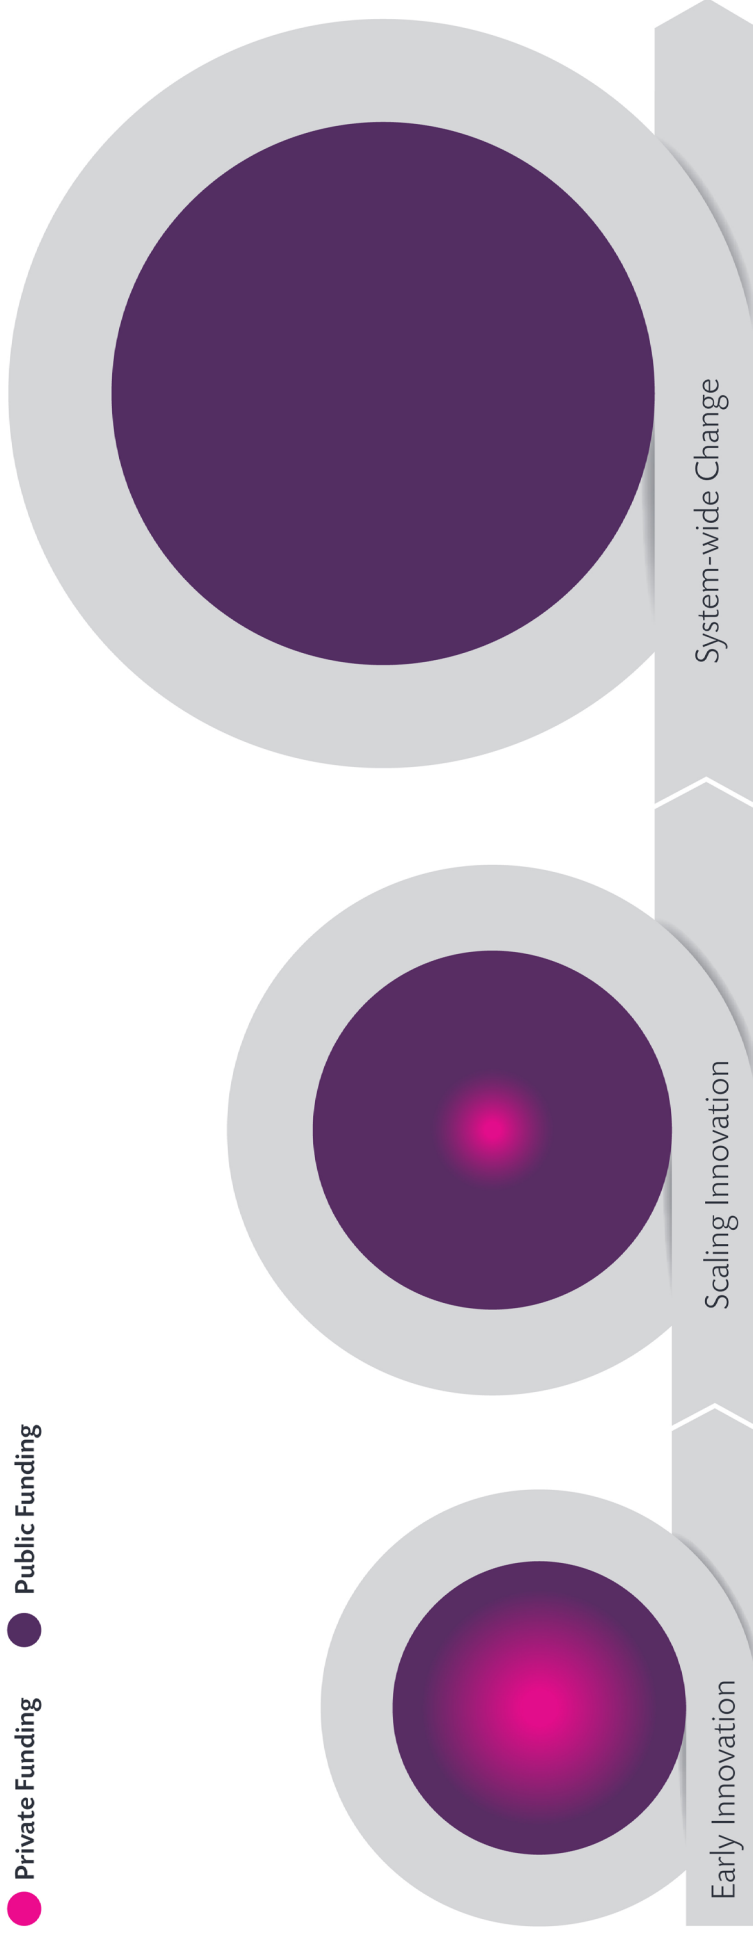 Private Funding
Public Funding
Early Innovation
Scaling Innovation
System-wide Change